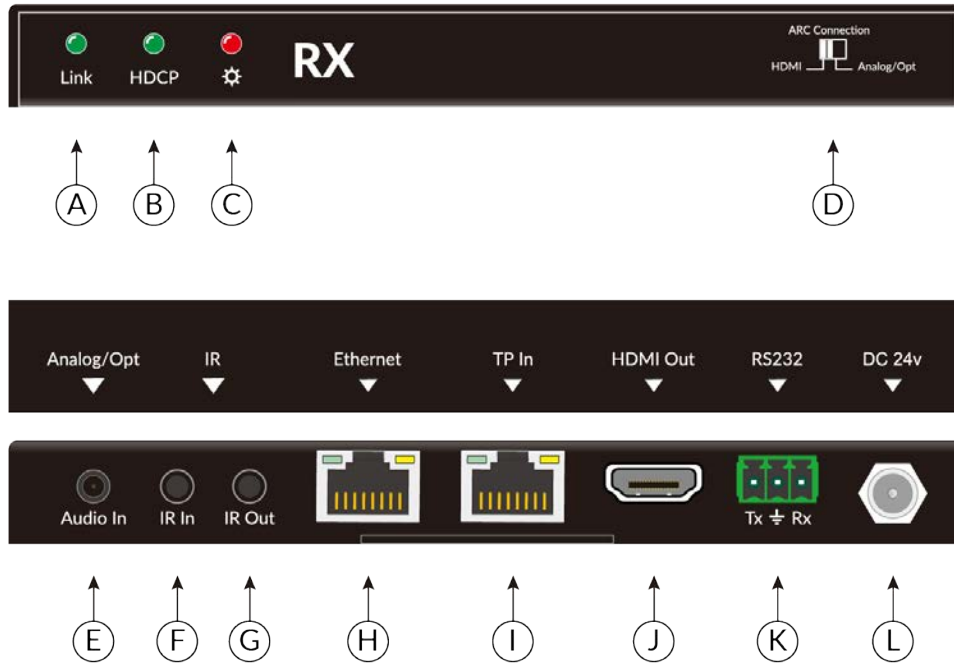 ARC Connection
HDMI Analog/Opt
Link HDCP RX
A B C D
Analog/Opt IR Ethernet TP In HDMI Out RS232 DC 24v
Audio In IR In IR Out Tx Rx
E F G H I J K L